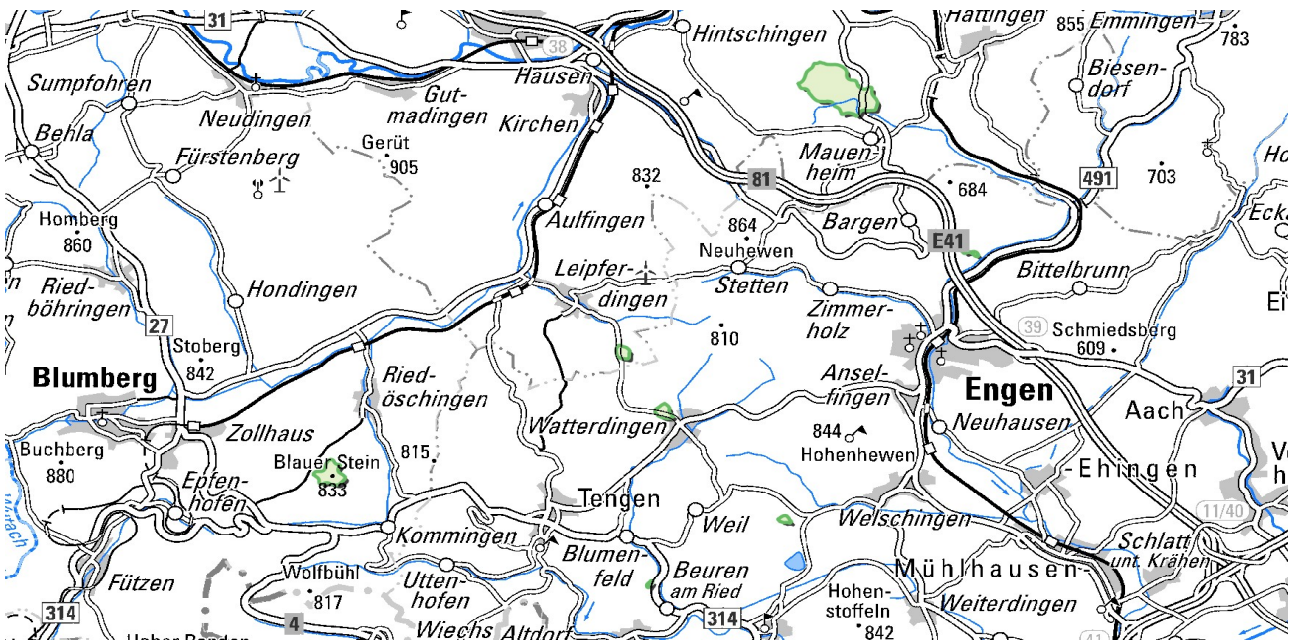 31
38
Hintschingen
Hattingen
855 Emmingen
783
Hausen
Biesen-
dorf
Sumpfohren
Gut-
madingen
Neudingen
Kirchen
Behla
Gerüt
905
Mauen-
heim
Fürstenberg
832
81
684
491
703
Aulfingen
864
Bargen
Homberg
860
E41
Neuhewen
Leipfer-
dingen
Stetten
Bittelbrunn
Ried-
böhringen
Hondingen
Zimmer-
holz
27
Stoberg
842
810
39
Schmiedsberg
609
Blumberg
Ried-
öschingen
Ansel-
fingen
Engen
31
Aach
Watterdingen
Neuhausen
Zollhaus
844
Hohenhewen
Buchberg
880
815
Blauer Stein
833
-Ehingen
Epfen-
hofen
Tengen
Wutach
Weil
Welschingen
11/40
Kommingen
Blumen-
feld
Schlatt
unt. Krähen
Fützen
Wolfbühl
817
Utten-
hofen
Beuren
am Ried
Mühlhausen-
Hohen-
stoffeln
842
Weiterdingen
314
4
314
Wiechs
Altdorf
41